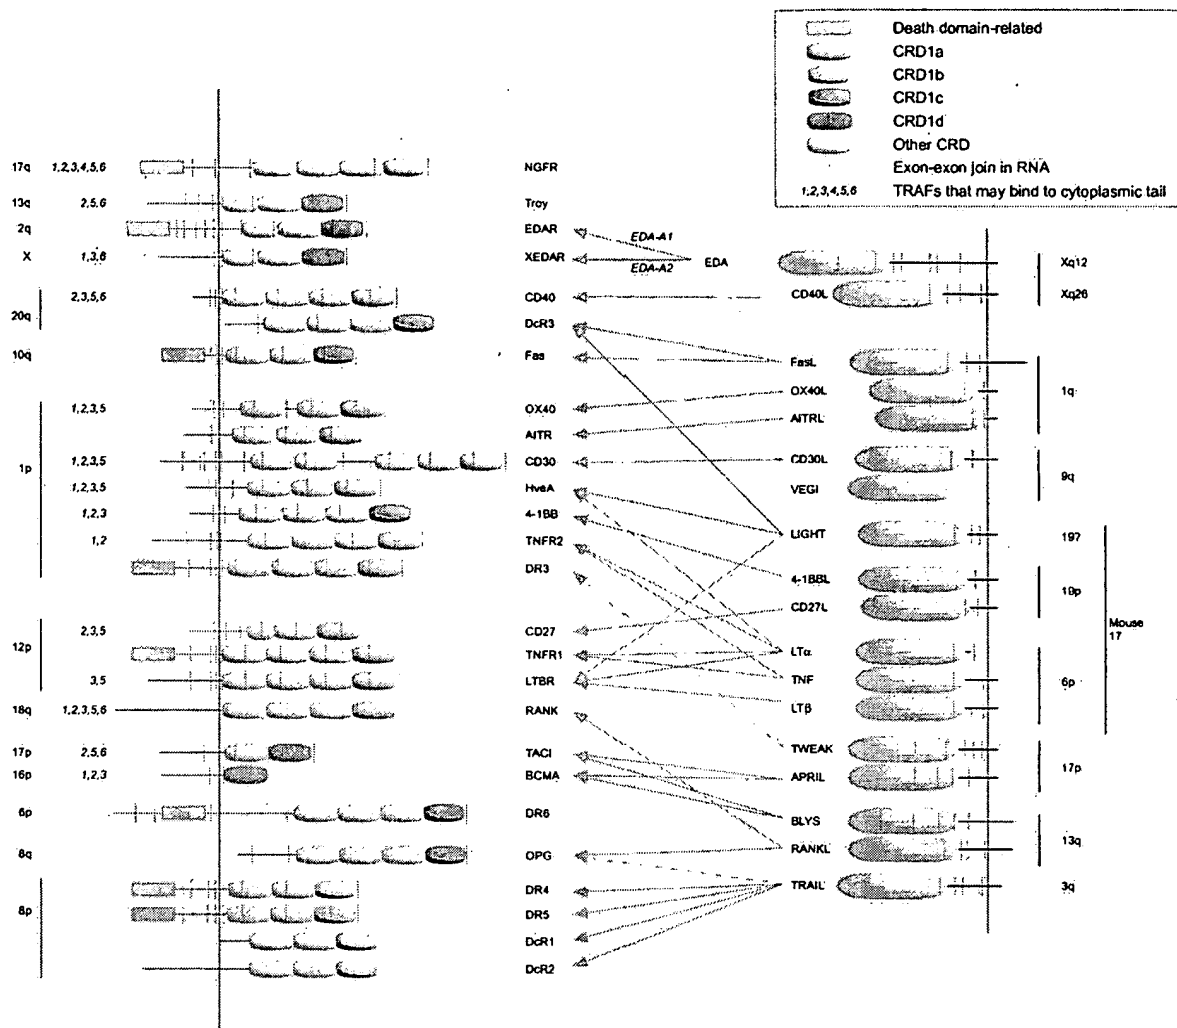 Death domain-related
CRD1a
CRD1b
CRD1c
CRD1d
Other CRD
Exon-exon join in RNA
1,2,3,4,5,6 TRAFs that may bind to cytoplasmic tail
17q 1,2,3,4,5,6 NGFR
13q 2,5,6 Troy
2q EDAR
X 1,3,6 XEDAR
EDA-A1
EDA-A2
EDA Xq12
20q
2,3,5,6 CD40
CD40L Xq26
DcR3
10q Fas
FasL
1q
OX40L
AITRL
1p
1,2,3,5 OX40
AITR
1,2,3,5 CD30
CD30L
9q
1,2,3,5 HveA
VEGI
1,2,3 4-1BB
1,2 TNFR2
LIGHT 19?
DR3
4-1BBL
19p
CD27L
Mouse
17
12p
2,3,5 CD27
TNFR1
LTα
3,5 LTBR
TNF
6p
18q 1,2,3,5,6 RANK
LTβ
17p 2,5,6 TACI
TWEAK
17p
16p 1,2,3 BCMA
APRIL
6p DR6
BLYS
13q
8q OPG
RANKL
8p
DR4
TRAIL 3q
DR5
DcR1
DcR2